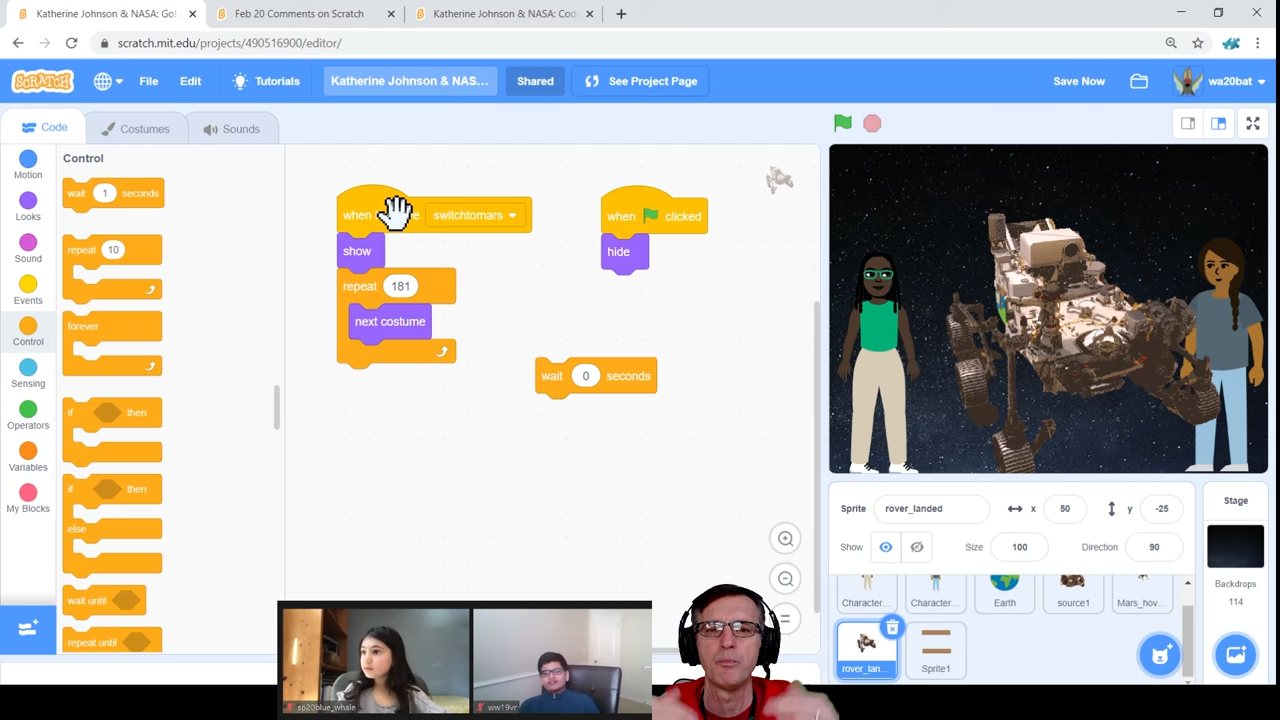 Katherine Johnson & NASA: Go!
Feb 20 Comments on Scratch
Katherine Johnson & NASA: Cod
scratch.mit.edu/projects/490516900/editor/
SCRATCH
File
Edit
Tutorials
Katherine Johnson & NAS...
Shared
See Project Page
Save Now
wa20bat
Code
Costumes
Sounds
Motion
Looks
Sound
Events
Control
Sensing
Operators
Variables
My Blocks
Control
wait 1 seconds
repeat 10
forever
if then
if then
else
wait until
repeat until
when switchtomars
show
repeat 181
next costume
when clicked
hide
wait 0 seconds
Sprite rover_landed x 50 y -25
Show Size 100 Direction 90
Character...
Character...
Earth
source1
Mars_hov...
rover_lan...
Sprite1
Stage
Backdrops
114
sp20blue_whale
ww19vr